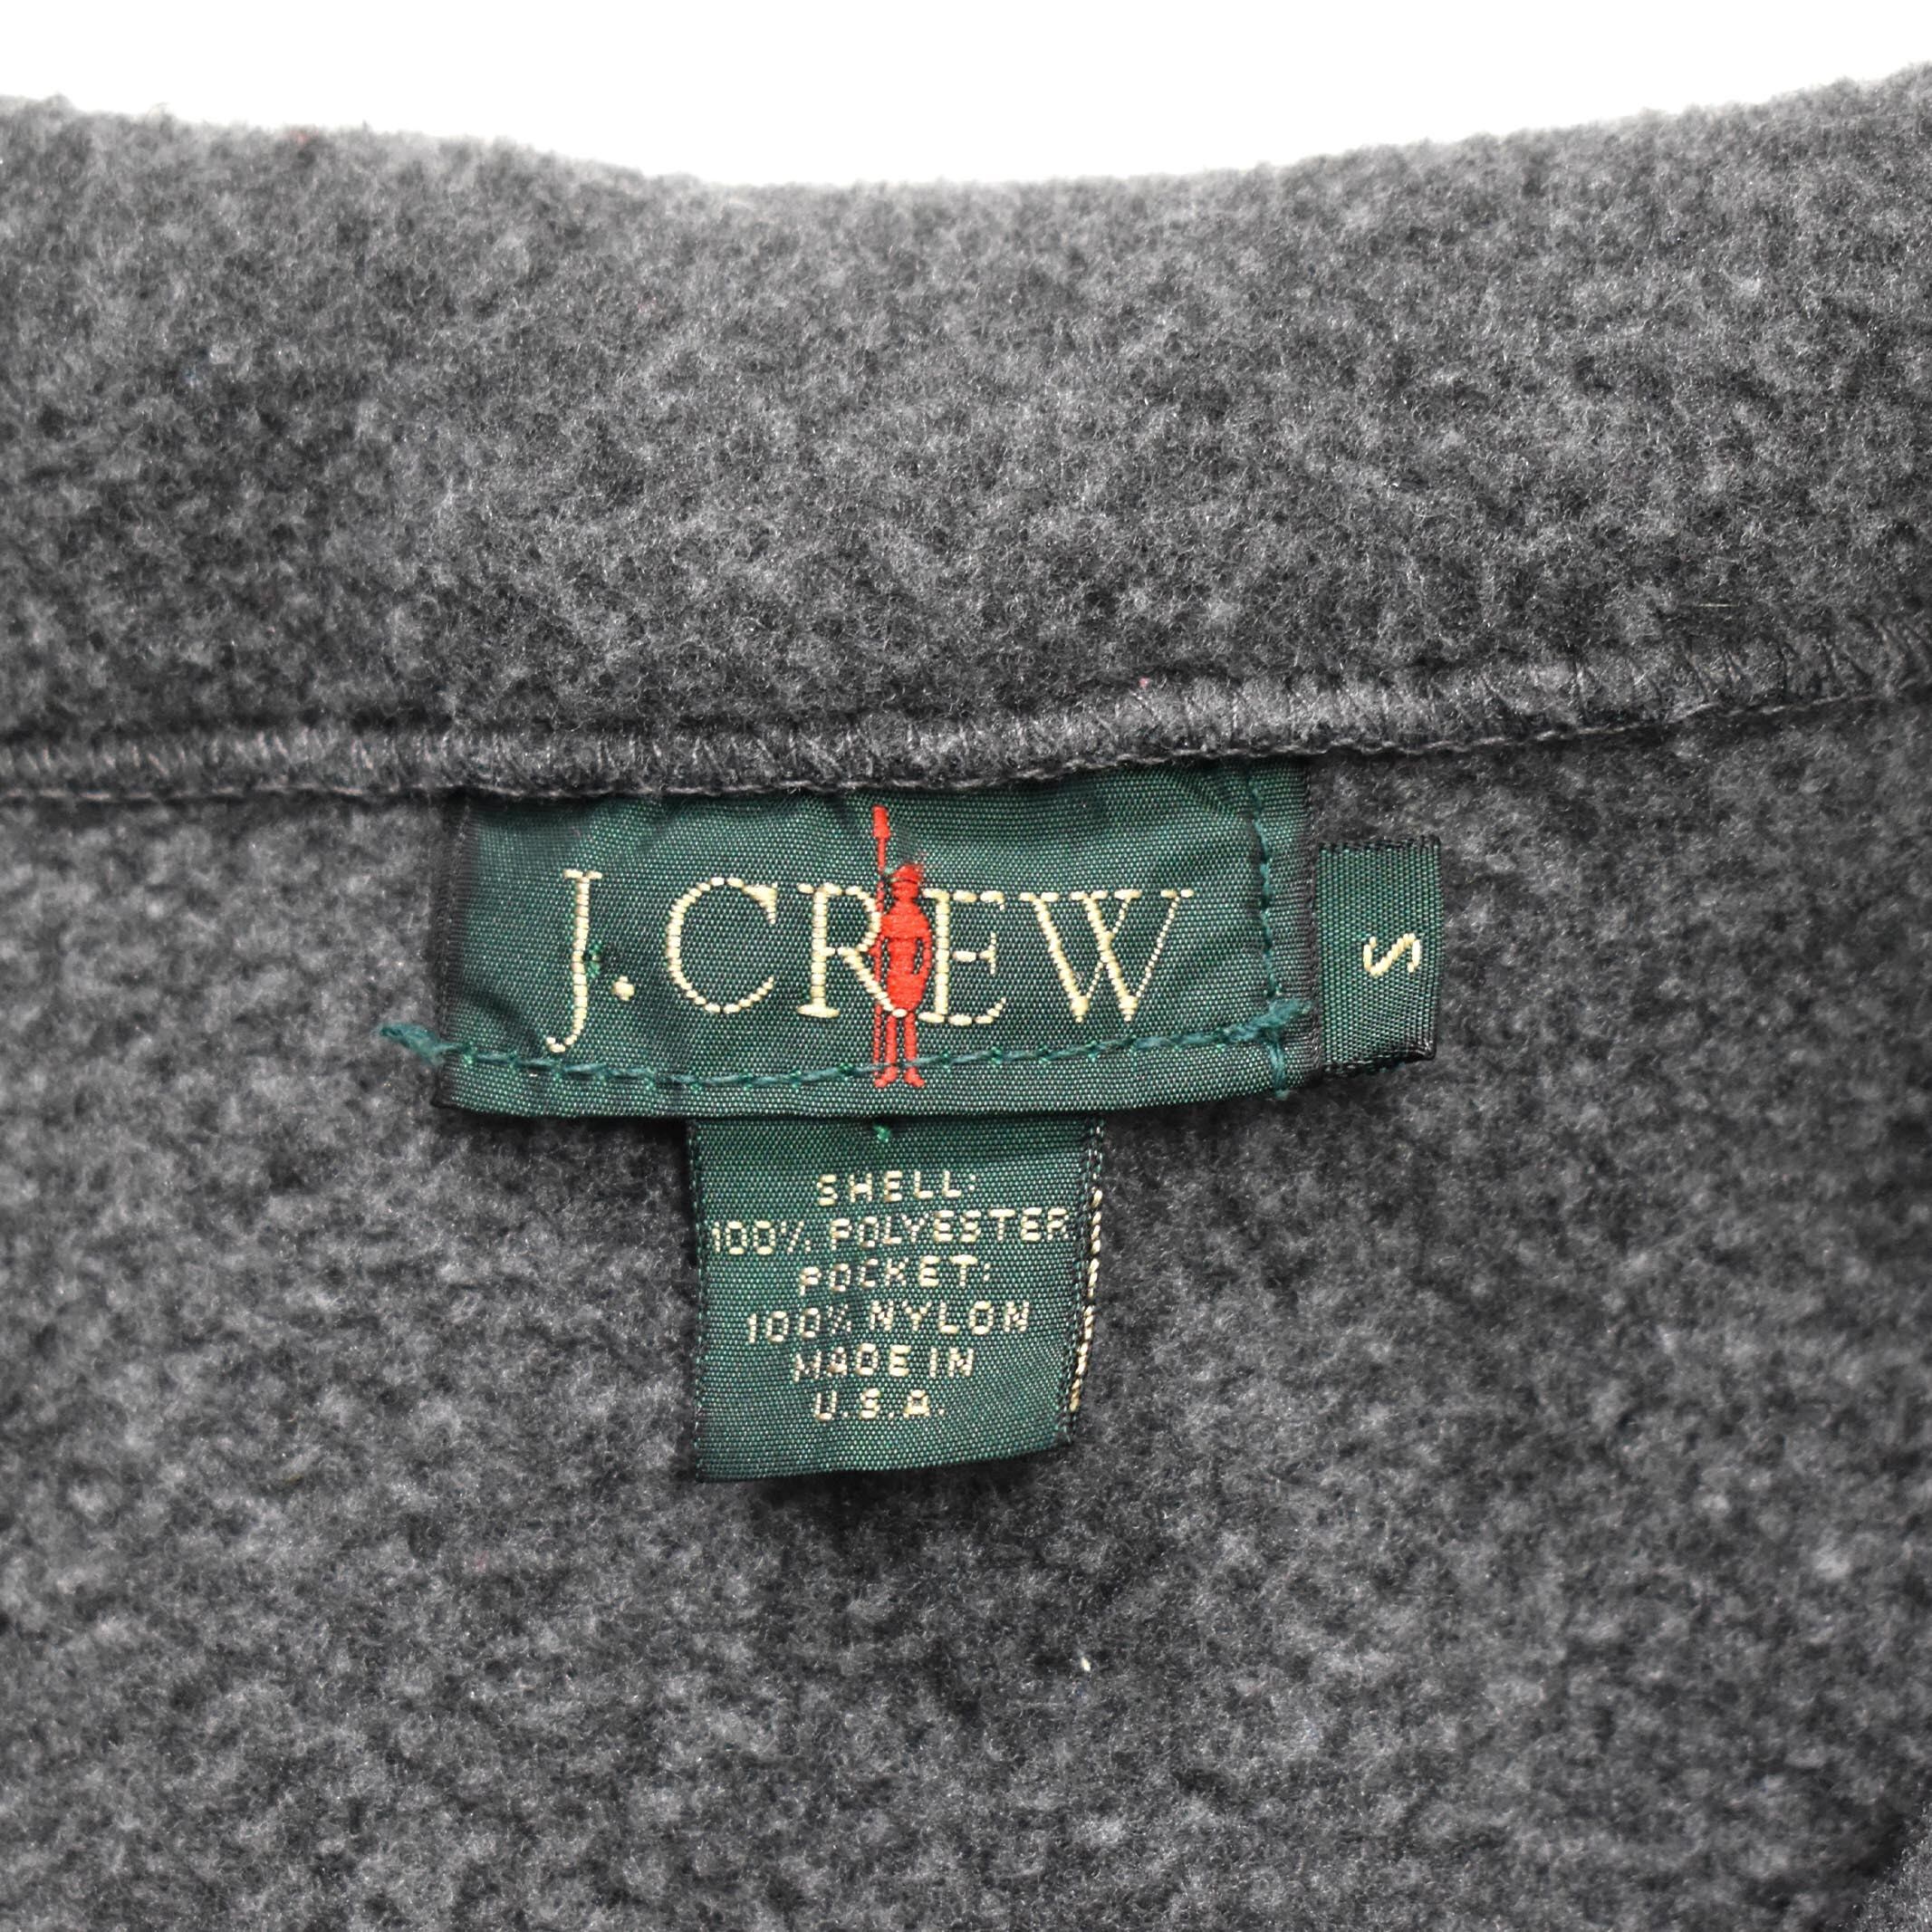 J.CREW
S
SHELL:
100% POLYESTER
POCKET:
100% NYLON
MADE IN
U.S.A.